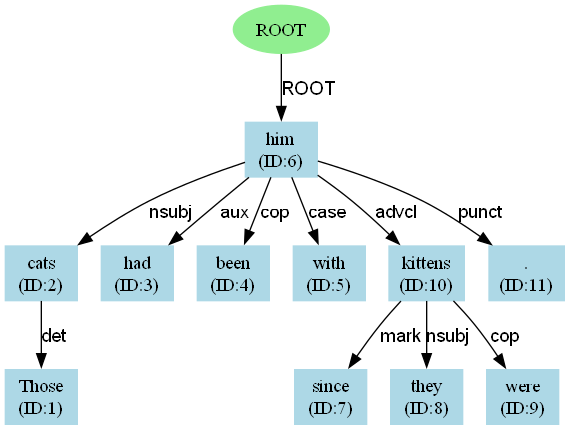 ROOT
ROOT
him
(ID:6)
nsubj aux cop case advcl punct
cats had been with kittens .
(ID:2) (ID:3) (ID:4) (ID:5) (ID:10) (ID:11)
det mark nsubj cop
Those since they were
(ID:1) (ID:7) (ID:8) (ID:9)